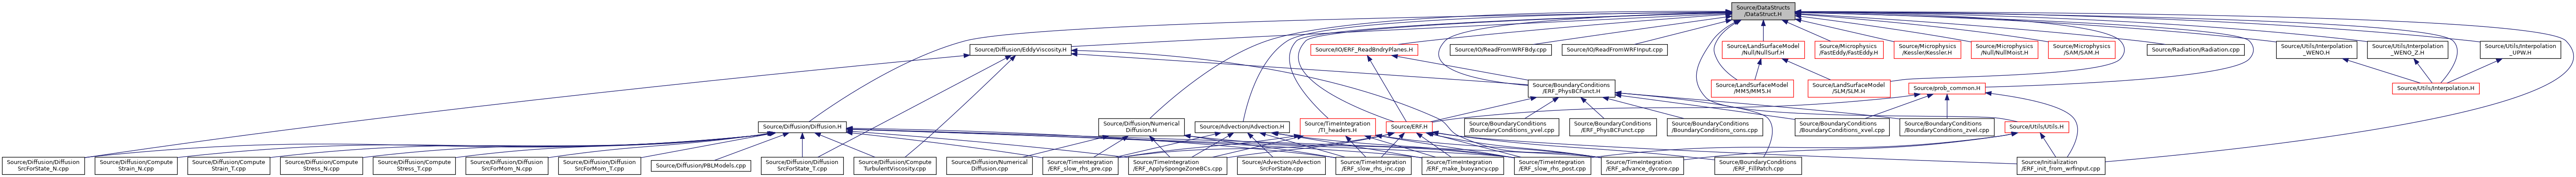 Source/DataStructs
/DataStruct.H
Source/Diffusion/EddyViscosity.H
Source/IO/ERF_ReadBndryPlanes.H
Source/IO/ReadFromWRFBdy.cpp
Source/IO/ReadFromWRFInput.cpp
Source/LandSurfaceModel
/Null/NullSurf.H
Source/Microphysics
/FastEddy/FastEddy.H
Source/Microphysics
/Kessler/Kessler.H
Source/Microphysics
/Null/NullMoist.H
Source/Microphysics
/SAM/SAM.H
Source/Radiation/Radiation.cpp
Source/Utils/Interpolation
_WENO.H
Source/Utils/Interpolation
_WENO_Z.H
Source/Utils/Interpolation
_UPW.H
Source/BoundaryConditions
/ERF_PhysBCFunct.H
Source/LandSurfaceModel
/MM5/MM5.H
Source/LandSurfaceModel
/SLM/SLM.H
Source/prob_common.H
Source/Utils/Interpolation.H
Source/Diffusion/Diffusion.H
Source/Diffusion/Numerical
Diffusion.H
Source/Advection/Advection.H
Source/TimeIntegration
/TI_headers.H
Source/ERF.H
Source/BoundaryConditions
/BoundaryConditions_yvel.cpp
Source/BoundaryConditions
/ERF_PhysBCFunct.cpp
Source/BoundaryConditions
/BoundaryConditions_cons.cpp
Source/BoundaryConditions
/BoundaryConditions_xvel.cpp
Source/BoundaryConditions
/BoundaryConditions_zvel.cpp
Source/Utils/Utils.H
Source/Diffusion/Diffusion
SrcForState_N.cpp
Source/Diffusion/Compute
Strain_N.cpp
Source/Diffusion/Compute
Strain_T.cpp
Source/Diffusion/Compute
Stress_N.cpp
Source/Diffusion/Compute
Stress_T.cpp
Source/Diffusion/Diffusion
SrcForMom_N.cpp
Source/Diffusion/Diffusion
SrcForMom_T.cpp
Source/Diffusion/PBLModels.cpp
Source/Diffusion/Diffusion
SrcForState_T.cpp
Source/Diffusion/Compute
TurbulentViscosity.cpp
Source/Diffusion/Numerical
Diffusion.cpp
Source/TimeIntegration
/ERF_slow_rhs_pre.cpp
Source/TimeIntegration
/ERF_ApplySpongeZoneBCs.cpp
Source/Advection/Advection
SrcForState.cpp
Source/TimeIntegration
/ERF_slow_rhs_inc.cpp
Source/TimeIntegration
/ERF_make_buoyancy.cpp
Source/TimeIntegration
/ERF_slow_rhs_post.cpp
Source/TimeIntegration
/ERF_advance_dycore.cpp
Source/BoundaryConditions
/ERF_FillPatch.cpp
Source/Initialization
/ERF_init_from_wrfinput.cpp